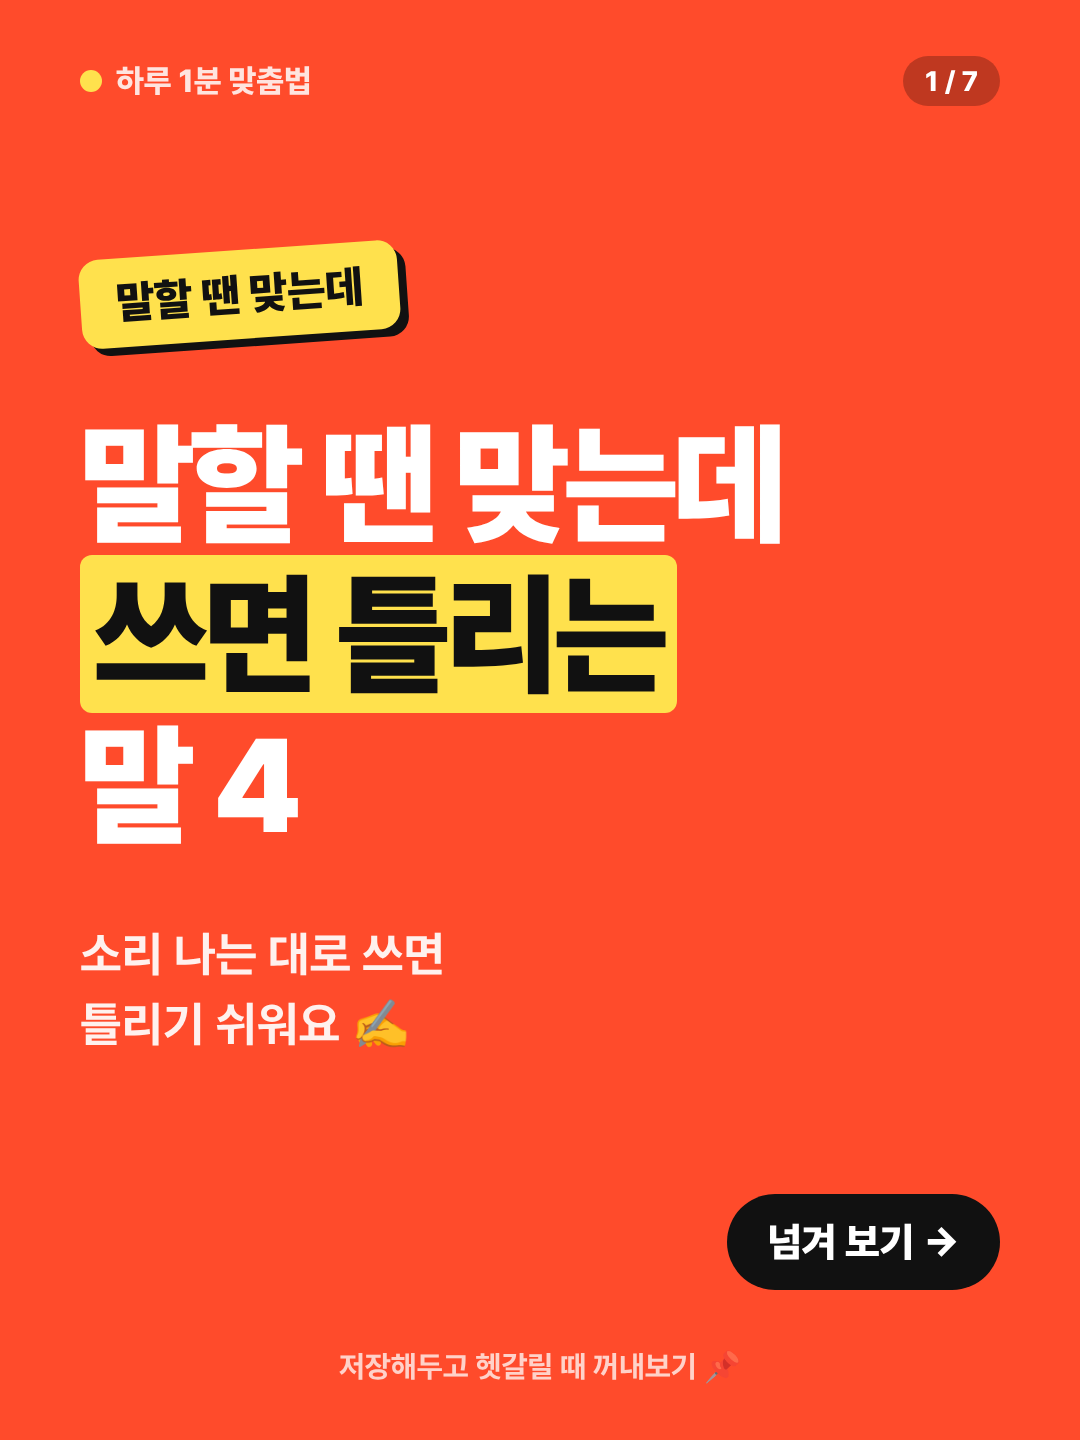 하루 1분 맞춤법
1 / 7
말할 땐 맞는데
말할 땐 맞는데
쓰면 틀리는
말 4
소리 나는 대로 쓰면
틀리기 쉬워요 ✍️
넘겨 보기 →
저장해두고 헷갈릴 때 꺼내보기 📌